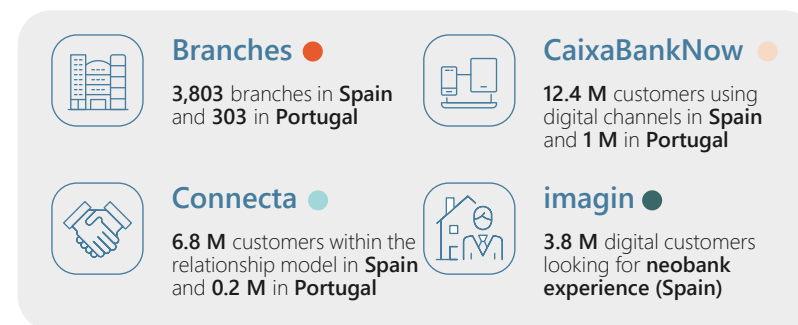 Branches
3,803 branches in Spain
and 303 in Portugal
CaixaBankNow
12.4 M customers using
digital channels in Spain
and 1 M in Portugal
Connecta
6.8 M customers within the
relationship model in Spain
and 0.2 M in Portugal
imagin
3.8 M digital customers
looking for neobank
experience (Spain)